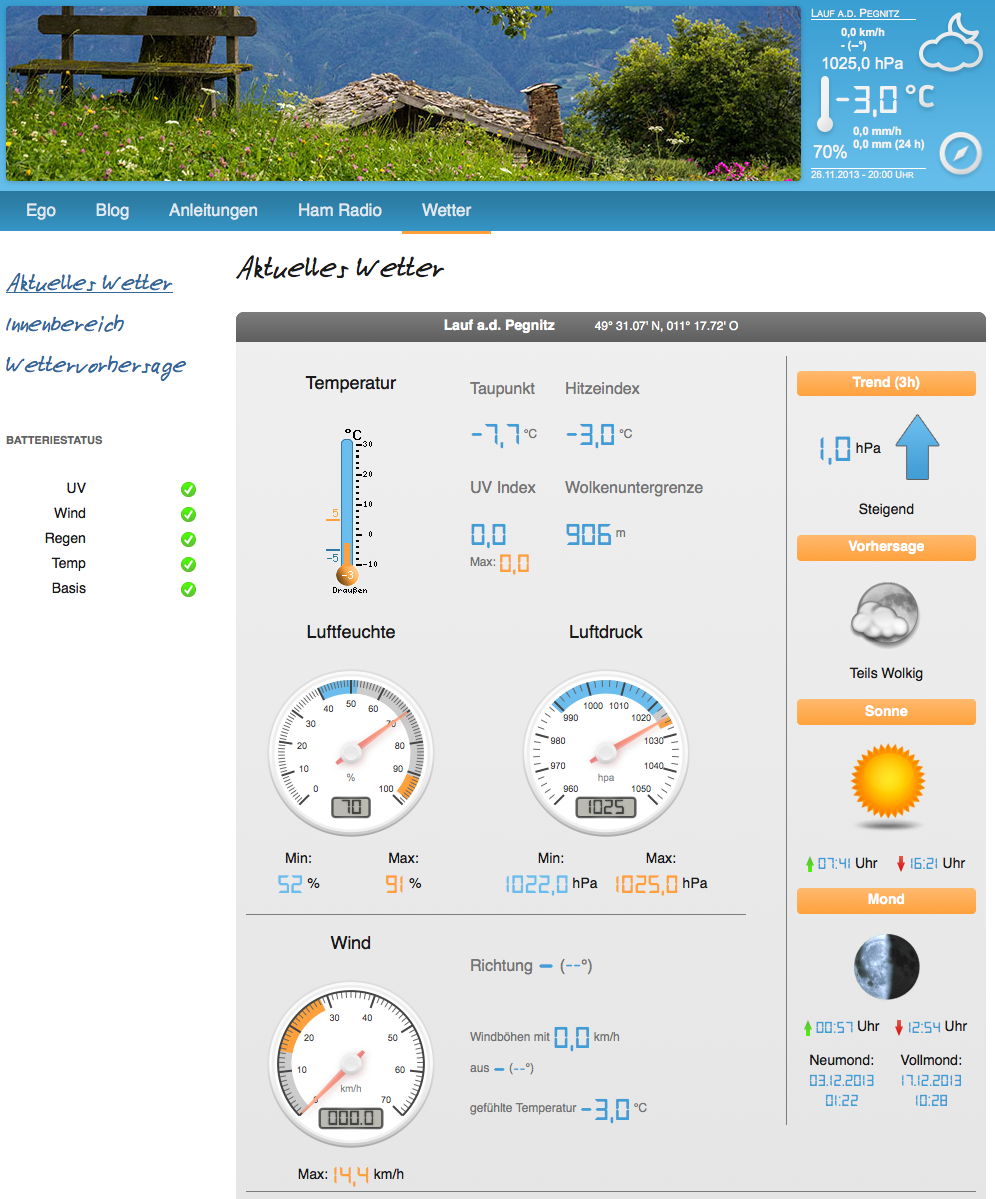 LAUF A.D. PEGNITZ
0,0 km/h
- (--°)
1025,0 hPa
-3,0 °C
0,0 mm/h
0,0 mm (24 h)
70%
26.11.2013 - 20:00 UHR
Ego Blog Anleitungen Ham Radio Wetter
Aktuelles Wetter
Innenbereich
Wettervorhersage
BATTERIESTATUS
UV
Wind
Regen
Temp
Basis
Aktuelles Wetter
Lauf a.d. Pegnitz 49° 31.07' N, 011° 17.72' O
Temperatur
°C
30
20
10
0
-10
5
-5
-3
Draußen
Taupunkt Hitzeindex
-7,7 °C -3,0 °C
UV Index Wolkenuntergrenze
0,0 906 m
Max: 0,0
Luftfeuchte
0 10 20 30 40 50 60 70 80 90 100
%
70
Min: Max:
52 % 91 %
Luftdruck
960 970 980 990 1000 1010 1020 1030 1040 1050
hpa
1025
Min: Max:
1022,0 hPa 1025,0 hPa
Wind
10 20 30 40 50 60 70
km/h
000.0
Max: 14,4 km/h
Richtung - (--°)
Windböhen mit 0,0 km/h
aus - (--°)
gefühlte Temperatur -3,0 °C
Trend (3h)
1,0 hPa
Steigend
Vorhersage
Teils Wolkig
Sonne
07:41 Uhr 16:21 Uhr
Mond
00:57 Uhr 12:54 Uhr
Neumond: Vollmond:
03.12.2013 17.12.2013
01:22 10:28